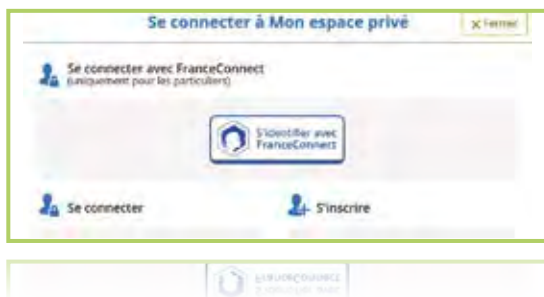 Se connecter à Mon espace privé
× Fermer
Se connecter avec FranceConnect
(uniquement pour les particuliers)
S'identifier avec
FranceConnect
Se connecter
S'inscrire